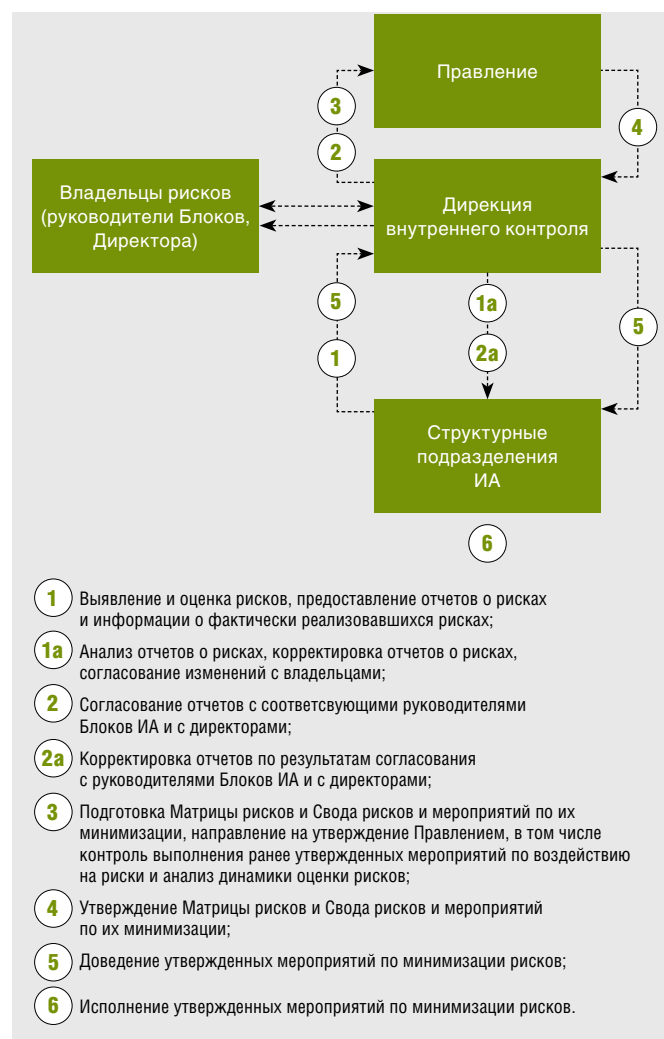 Правление
3
4
2
Владельцы рисков
(руководители Блоков,
Директора)
Дирекция
внутреннего контроля
5
1а
5
1
2а
Структурные
подразделения
ИА
6
1 Выявление и оценка рисков, предоставление отчетов о рисках
и информации о фактически реализовавшихся рисках;
1а Анализ отчетов о рисках, корректировка отчетов о рисках,
согласование изменений с владельцами;
2 Согласование отчетов с соответсвующими руководителями
Блоков ИА и с директорами;
2а Корректировка отчетов по результатам согласования
с руководителями Блоков ИА и с директорами;
3 Подготовка Матрицы рисков и Свода рисков и мероприятий по их
минимизации, направление на утверждение Правлением, в том числе
контроль выполнения ранее утвержденных мероприятий по воздействию
на риски и анализ динамики оценки рисков;
4 Утверждение Матрицы рисков и Свода рисков и мероприятий
по их минимизации;
5 Доведение утвержденных мероприятий по минимизации рисков;
6 Исполнение утвержденных мероприятий по минимизации рисков.